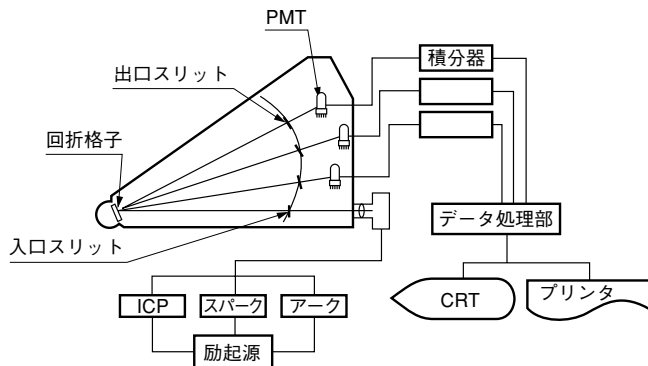 PMT
出口スリット
積分器
回折格子
入口スリット
データ処理部
ICP
スパーク
アーク
CRT
プリンタ
励起源